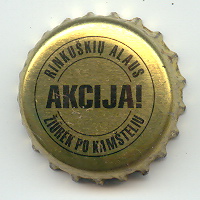 RINKUŠKIŲ ALAUS
AKCIJA!
ŽIŪRĖK PO KAMŠTELIU